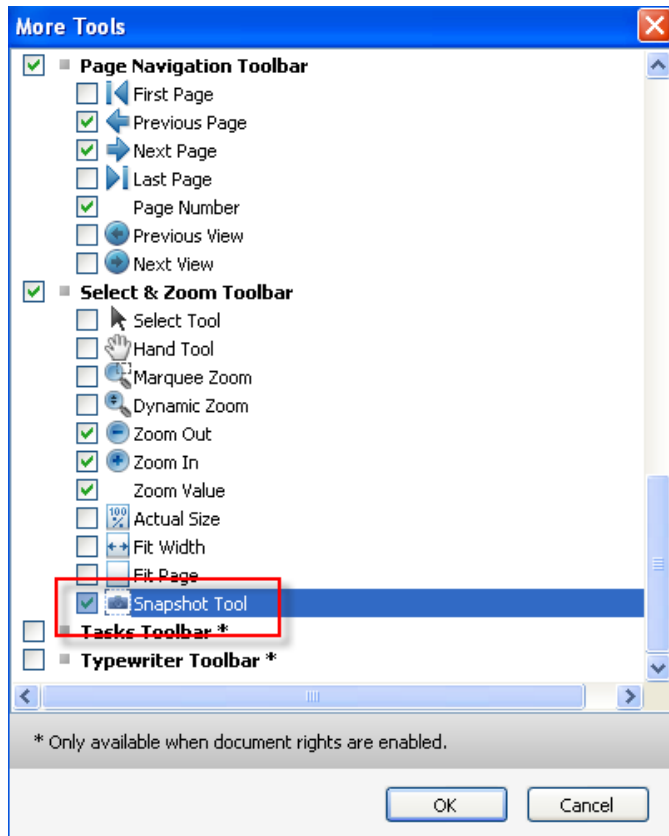 More Tools
Page Navigation Toolbar
First Page
Previous Page
Next Page
Last Page
Page Number
Previous View
Next View
Select & Zoom Toolbar
Select Tool
Hand Tool
Marquee Zoom
Dynamic Zoom
Zoom Out
Zoom In
Zoom Value
100
%
Actual Size
Fit Width
Fit Page
Snapshot Tool
Tasks Toolbar *
Typewriter Toolbar *
* Only available when document rights are enabled.
OK Cancel